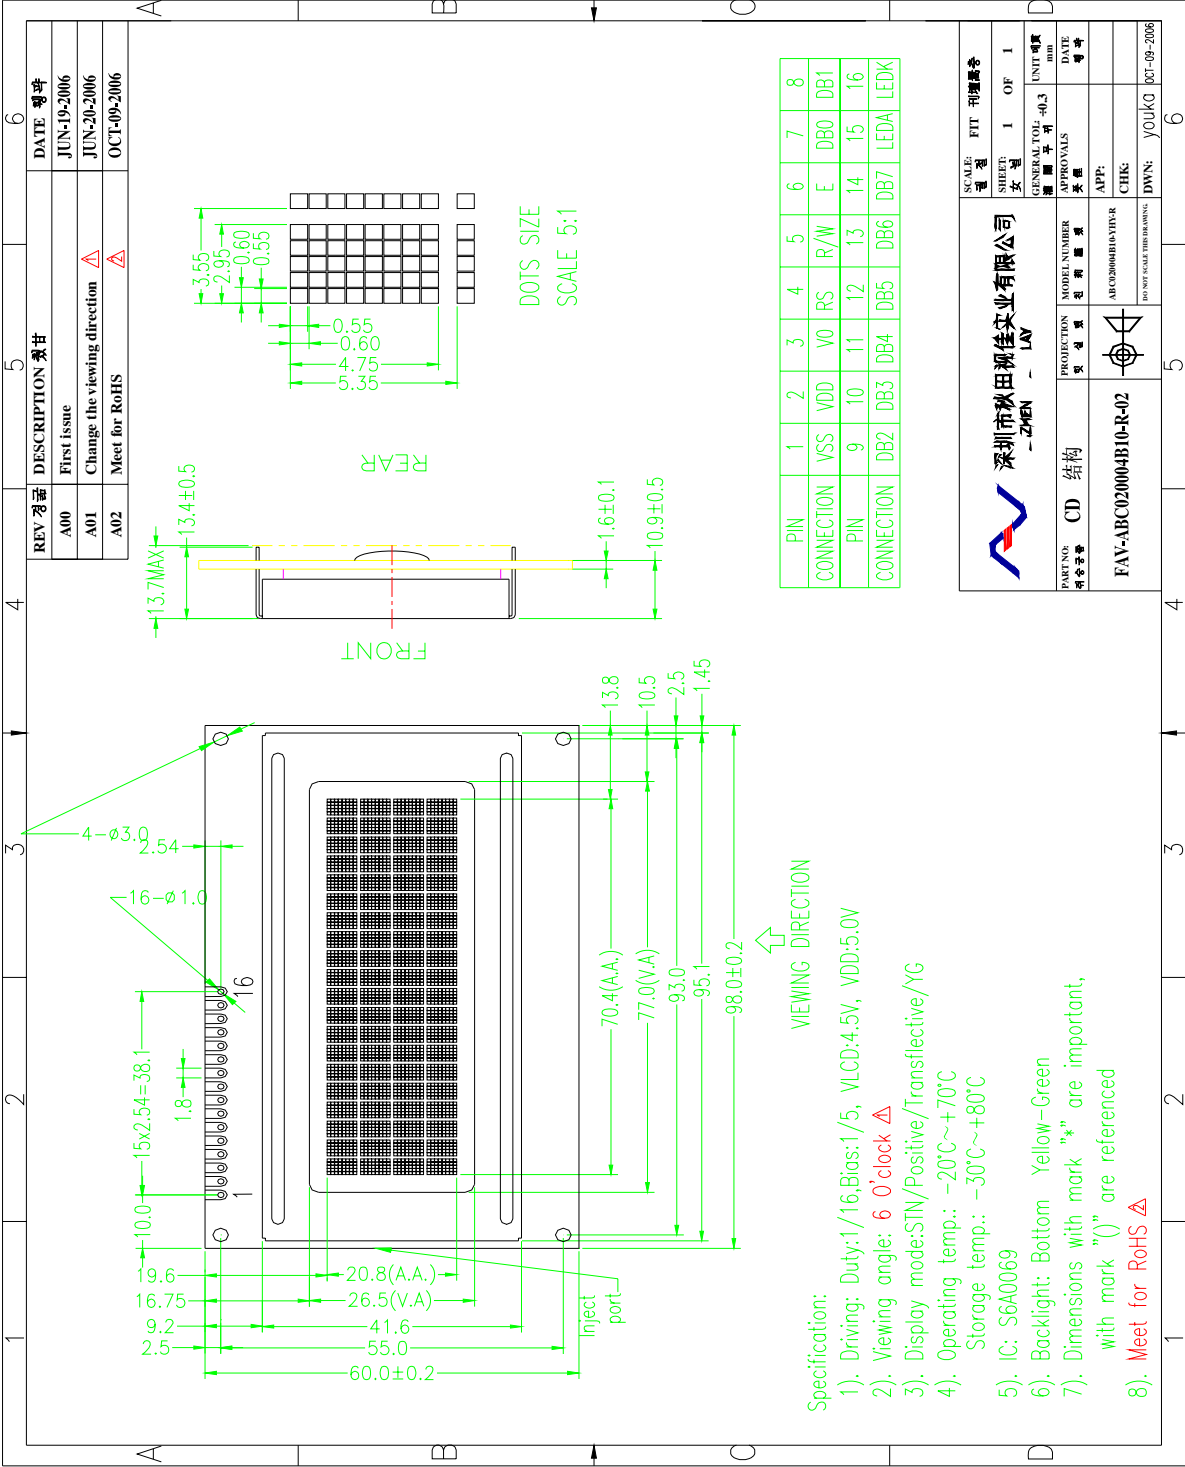 REV
DESCRIPTION
DATE
A00 First issue JUN-19-2006
A01 Change the viewing direction 1 JUN-20-2006
A02 Meet for RoHS 2 OCT-09-2006
1 2 3 4 5 6
A B C D
4-ø3.0
2.54
16-ø1.0
15x2.54=38.1
10.0
1.8
1
16
19.6
16.75
9.2
2.5
20.8(A.A.)
26.5(V.A)
41.6
55.0
60.0±0.2
Inject
port
13.8
10.5
2.5
1.45
70.4(A.A.)
77.0(V.A)
93.0
95.1
98.0±0.2
VIEWING DIRECTION
FRONT
REAR
13.7MAX
13.4±0.5
1.6±0.1
10.9±0.5
3.55
2.95
0.60
0.55
0.55
0.60
4.75
5.35
DOTS SIZE
SCALE 5:1
PIN 1 2 3 4 5 6 7 8
CONNECTION VSS VDD V0 RS R/W E DB0 DB1
PIN 9 10 11 12 13 14 15 16
CONNECTION DB2 DB3 DB4 DB5 DB6 DB7 LEDA LEDK
Specification:
1). Driving: Duty:1/16,Bias:1/5, VLCD:4.5V, VDD:5.0V
2). Viewing angle: 6 O'clock 1
3). Display mode:STN/Positive/Transflective/YG
4). Operating temp.: -20°C~+70°C
Storage temp.: -30°C~+80°C
5). IC: S6A0069
6). Backlight: Bottom Yellow-Green
7). Dimensions with mark "*" are important,
with mark "()" are referenced
8). Meet for RoHS 2
深圳市秋田视佳实业有限公司
- ZHEN - LAY
SCALE: FIT
SHEET: 1 OF 1
GENERAL TOL: ±0.3
UNIT mm
PART NO:
CD 结构
FAV-ABC020004B10-R-02
PROJECTION
MODEL NUMBER
ABC020004B10-YHY-R
DO NOT SCALE THIS DRAWING
APPROVALS
DATE
APP:
CHK:
DWN: youka OCT-09-2006